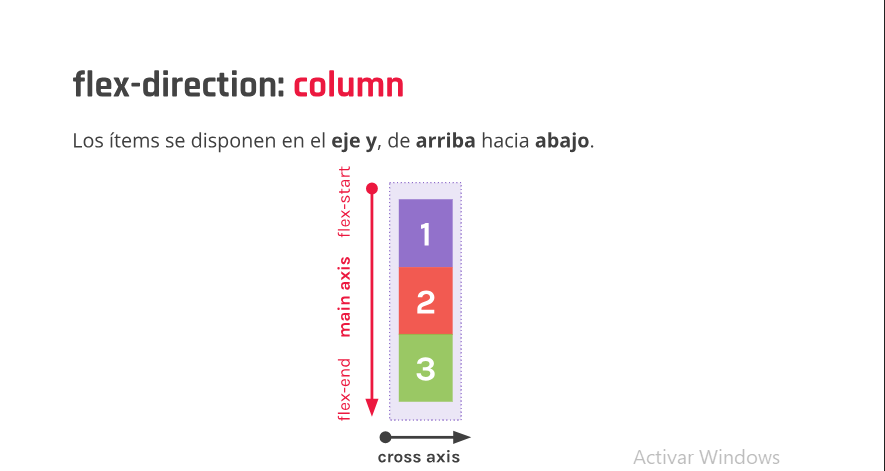 flex-direction: column
Los ítems se disponen en el eje y, de arriba hacia abajo.
flex-start
main axis
flex-end
1
2
3
cross axis
Activar Windows